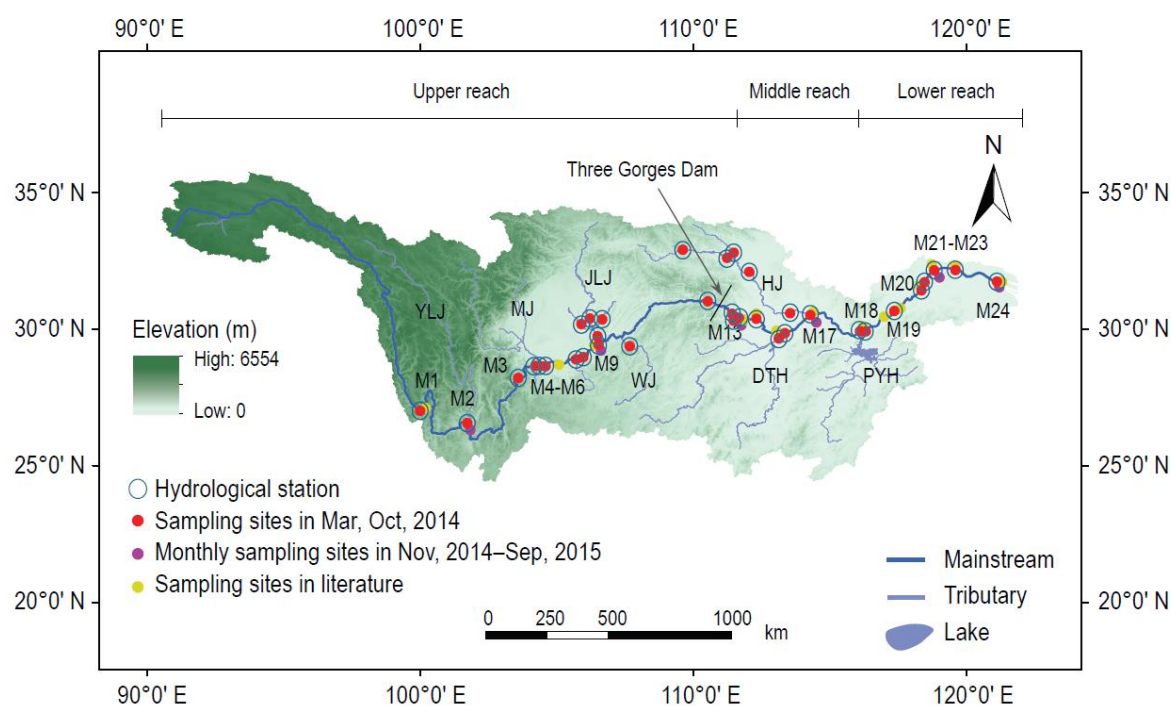 90°0' E 100°0' E 110°0' E 120°0' E
Upper reach Middle reach Lower reach
N
Three Gorges Dam
35°0' N 35°0' N
M21-M23
JLJ HJ M20
MJ M18 M24
YLJ
30°0' N 30°0' N
Elevation (m)
High: 6554
Low: 0
M13 M17 M19
M3 M9
M1 M4-M6 WJ DTH PYH
M2
25°0' N 25°0' N
Hydrological station
Sampling sites in Mar, Oct, 2014
Monthly sampling sites in Nov, 2014–Sep, 2015
Sampling sites in literature
Mainstream
Tributary
Lake
20°0' N 20°0' N
0 250 500 1000
km
90°0' E 100°0' E 110°0' E 120°0' E